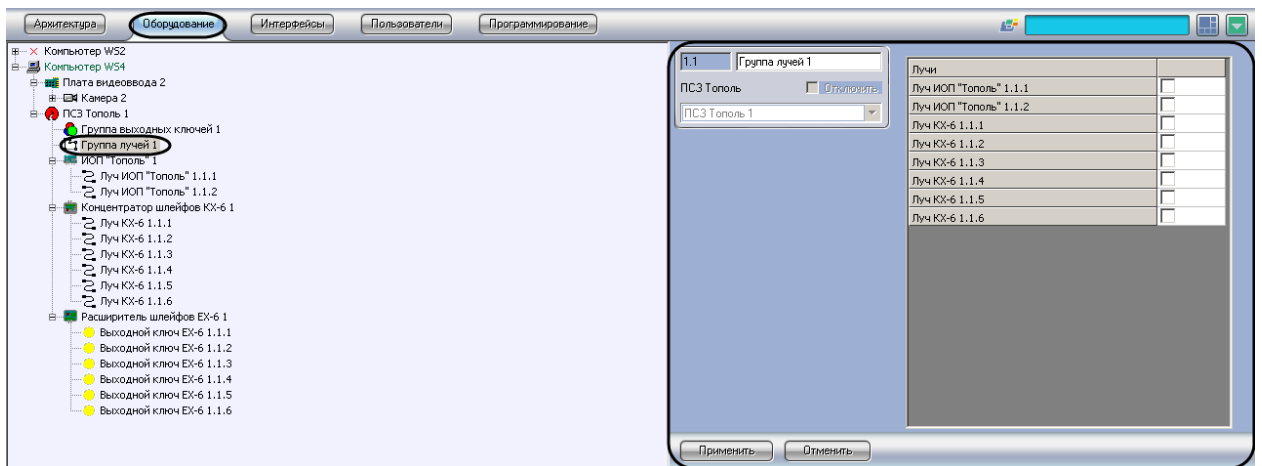 Архитектура Оборудование Интерфейсы Пользователи Программирование
Компьютер WS2
Компьютер WS4
Плата видеоввода 2
Камера 2
ПСЗ Тополь 1
Группа выходных ключей 1
Группа лучей 1
ИОП "Тополь" 1
Луч ИОП "Тополь" 1.1.1
Луч ИОП "Тополь" 1.1.2
Концентратор шлейфов КХ-6 1
Луч КХ-6 1.1.1
Луч КХ-6 1.1.2
Луч КХ-6 1.1.3
Луч КХ-6 1.1.4
Луч КХ-6 1.1.5
Луч КХ-6 1.1.6
Расширитель шлейфов ЕХ-6 1
Выходной ключ ЕХ-6 1.1.1
Выходной ключ ЕХ-6 1.1.2
Выходной ключ ЕХ-6 1.1.3
Выходной ключ ЕХ-6 1.1.4
Выходной ключ ЕХ-6 1.1.5
Выходной ключ ЕХ-6 1.1.6
1.1 Группа лучей 1
ПСЗ Тополь Отключить
ПСЗ Тополь 1
Лучи
Луч ИОП "Тополь" 1.1.1
Луч ИОП "Тополь" 1.1.2
Луч КХ-6 1.1.1
Луч КХ-6 1.1.2
Луч КХ-6 1.1.3
Луч КХ-6 1.1.4
Луч КХ-6 1.1.5
Луч КХ-6 1.1.6
Применить Отменить